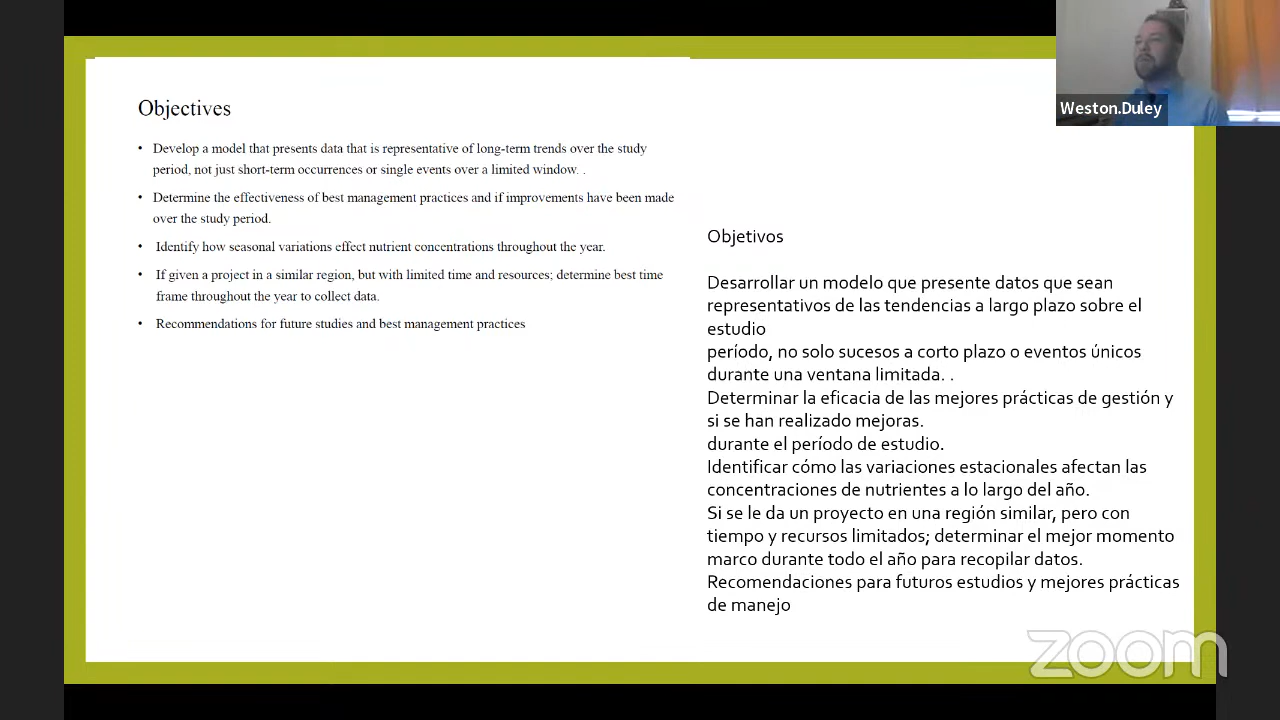 Objectives
• Develop a model that presents data that is representative of long-term trends over the study
period, not just short-term occurrences or single events over a limited window. .
• Determine the effectiveness of best management practices and if improvements have been made
over the study period.
• Identify how seasonal variations effect nutrient concentrations throughout the year.
• If given a project in a similar region, but with limited time and resources; determine best time
frame throughout the year to collect data.
• Recommendations for future studies and best management practices
Objetivos
Desarrollar un modelo que presente datos que sean
representativos de las tendencias a largo plazo sobre el
estudio
período, no solo sucesos a corto plazo o eventos únicos
durante una ventana limitada. .
Determinar la eficacia de las mejores prácticas de gestión y
si se han realizado mejoras.
durante el período de estudio.
Identificar cómo las variaciones estacionales afectan las
concentraciones de nutrientes a lo largo del año.
Si se le da un proyecto en una región similar, pero con
tiempo y recursos limitados; determinar el mejor momento
marco durante todo el año para recopilar datos.
Recomendaciones para futuros estudios y mejores prácticas
de manejo
Weston.Duley
zoom